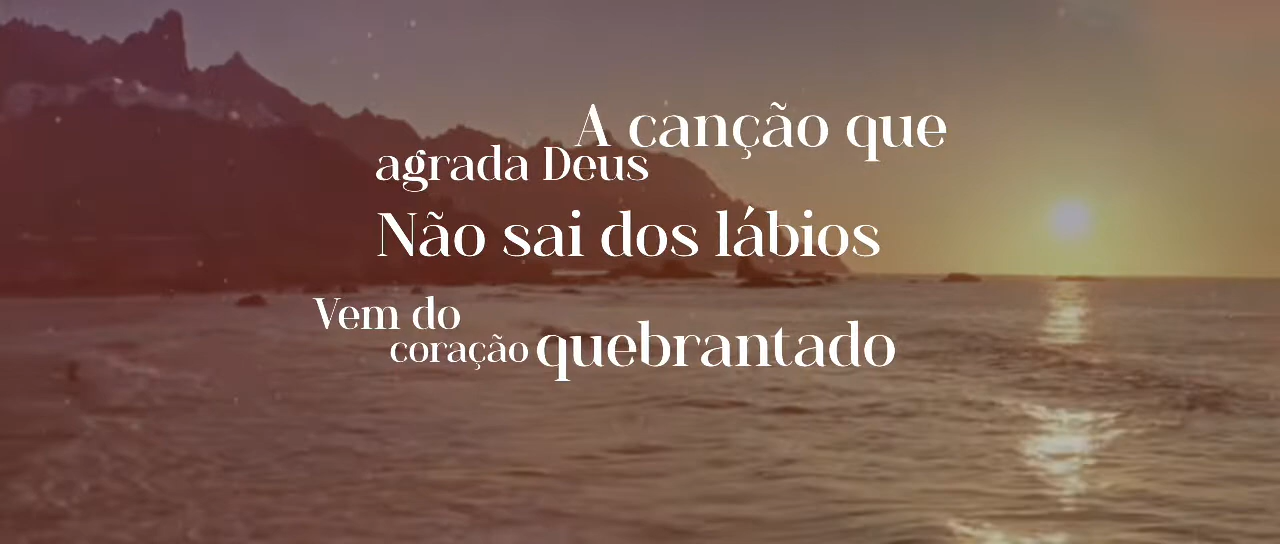 A canção que
agrada Deus
Não sai dos lábios
Vem do
coração quebrantado